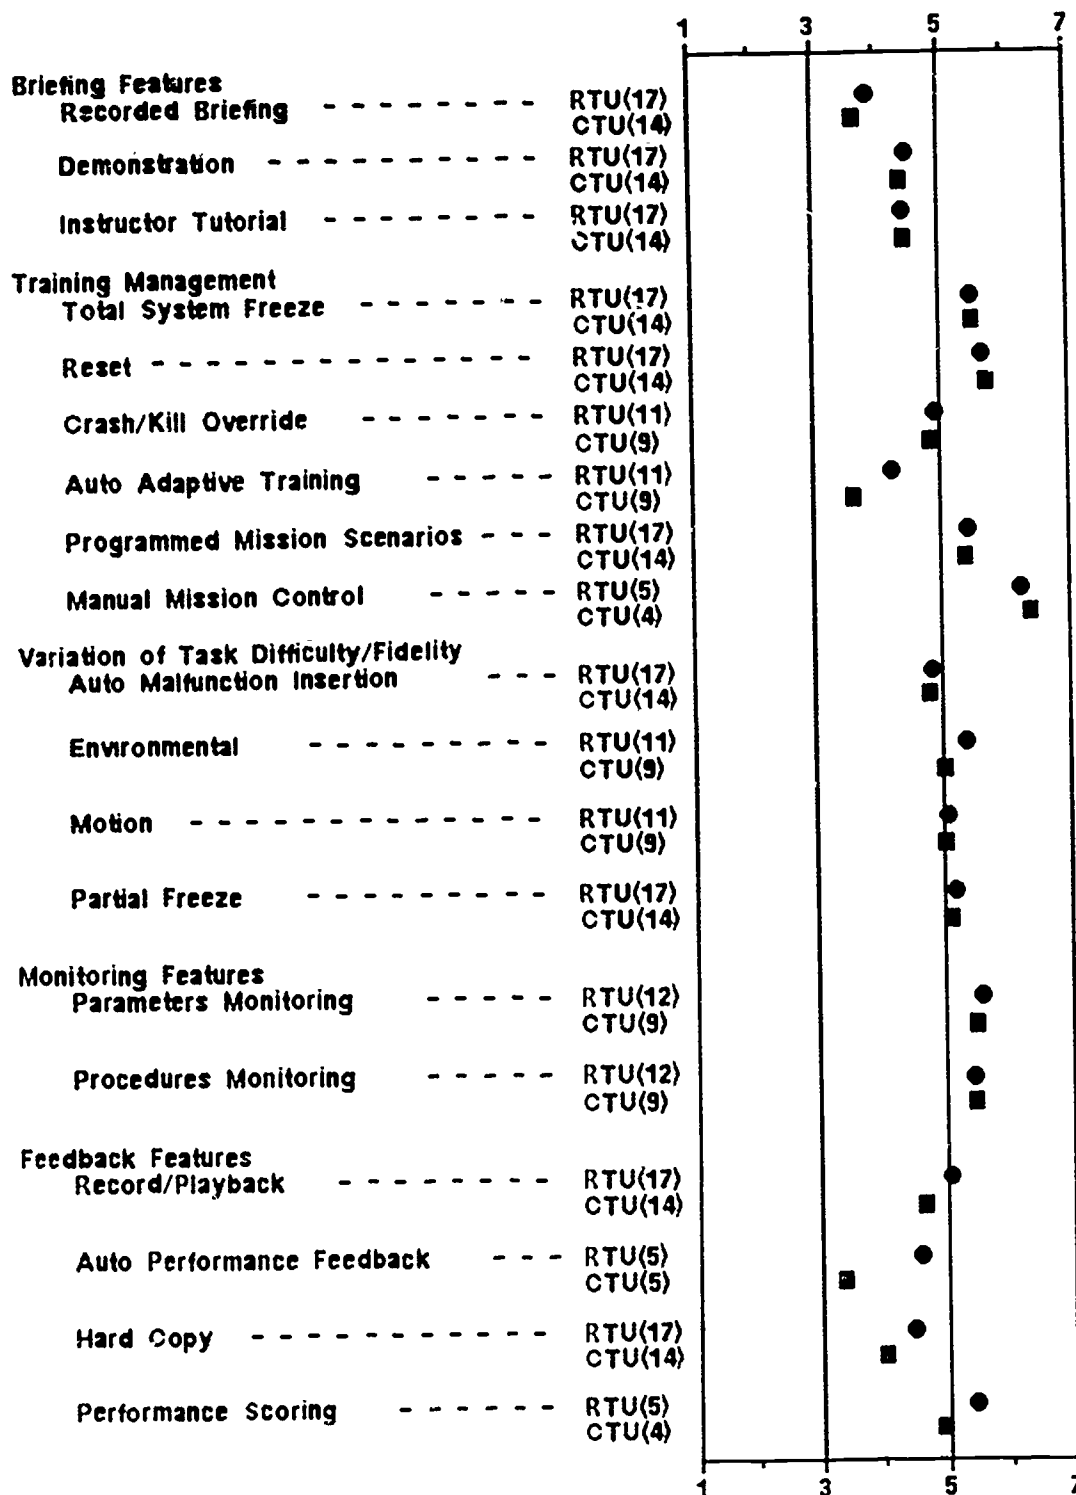 1 3 5 7
Briefing Features
Recorded Briefing - - - - - - - - RTU(17)
CTU(14)
Demonstration - - - - - - - - - - RTU(17)
CTU(14)
Instructor Tutorial - - - - - - - - RTU(17)
CTU(14)
Training Management
Total System Freeze - - - - - - - RTU(17)
CTU(14)
Reset - - - - - - - - - - - - - - RTU(17)
CTU(14)
Crash/Kill Override - - - - - - - RTU(11)
CTU(9)
Auto Adaptive Training - - - - - RTU(11)
CTU(9)
Programmed Mission Scenarios - - - RTU(17)
CTU(14)
Manual Mission Control - - - - - RTU(5)
CTU(4)
Variation of Task Difficulty/Fidelity
Auto Malfunction Insertion - - - RTU(17)
CTU(14)
Environmental - - - - - - - - - RTU(11)
CTU(9)
Motion - - - - - - - - - - - - - RTU(11)
CTU(9)
Partial Freeze - - - - - - - - - RTU(17)
CTU(14)
Monitoring Features
Parameters Monitoring - - - - - RTU(12)
CTU(9)
Procedures Monitoring - - - - - RTU(12)
CTU(9)
Feedback Features
Record/Playback - - - - - - - - RTU(17)
CTU(14)
Auto Performance Feedback - - - RTU(5)
CTU(5)
Hard Copy - - - - - - - - - - - RTU(17)
CTU(14)
Performance Scoring - - - - - - RTU(5)
CTU(4)
1 3 5 7